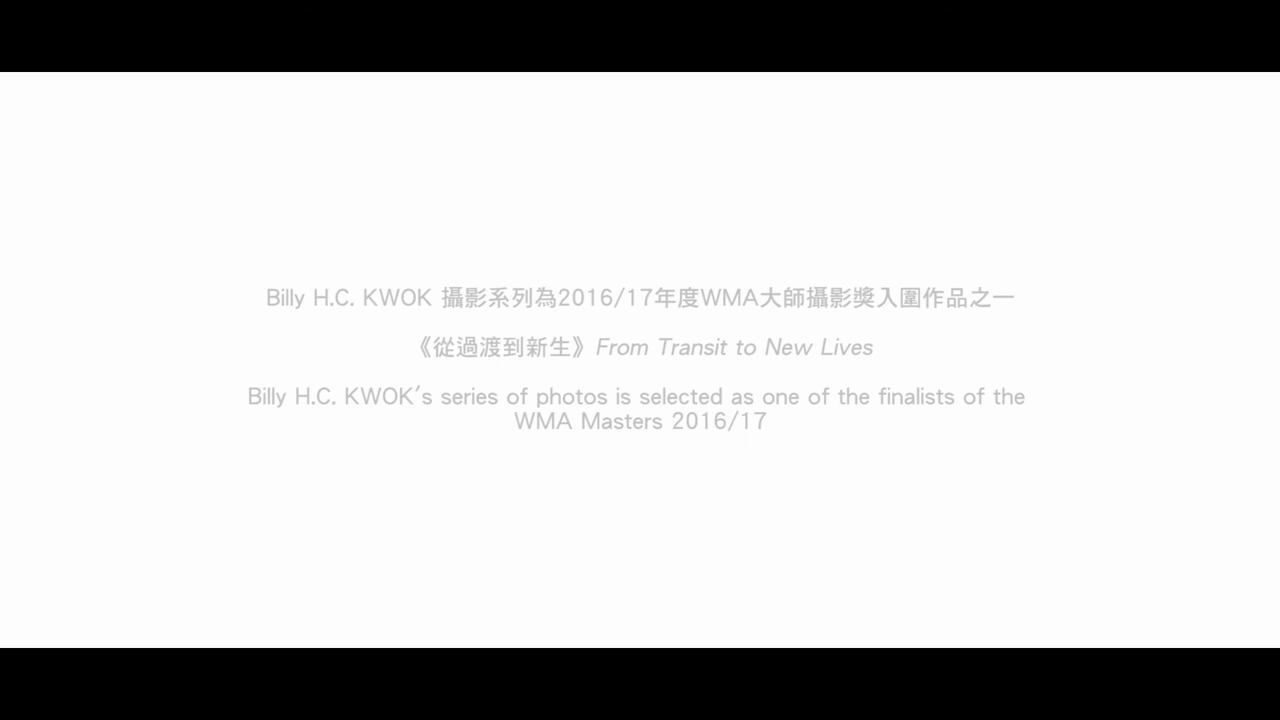 Billy H.C. KWOK 攝影系列為2016/17年度WMA大師攝影獎入圍作品之一
《從過渡到新生》From Transit to New Lives
Billy H.C. KWOK's series of photos is selected as one of the finalists of the
WMA Masters 2016/17